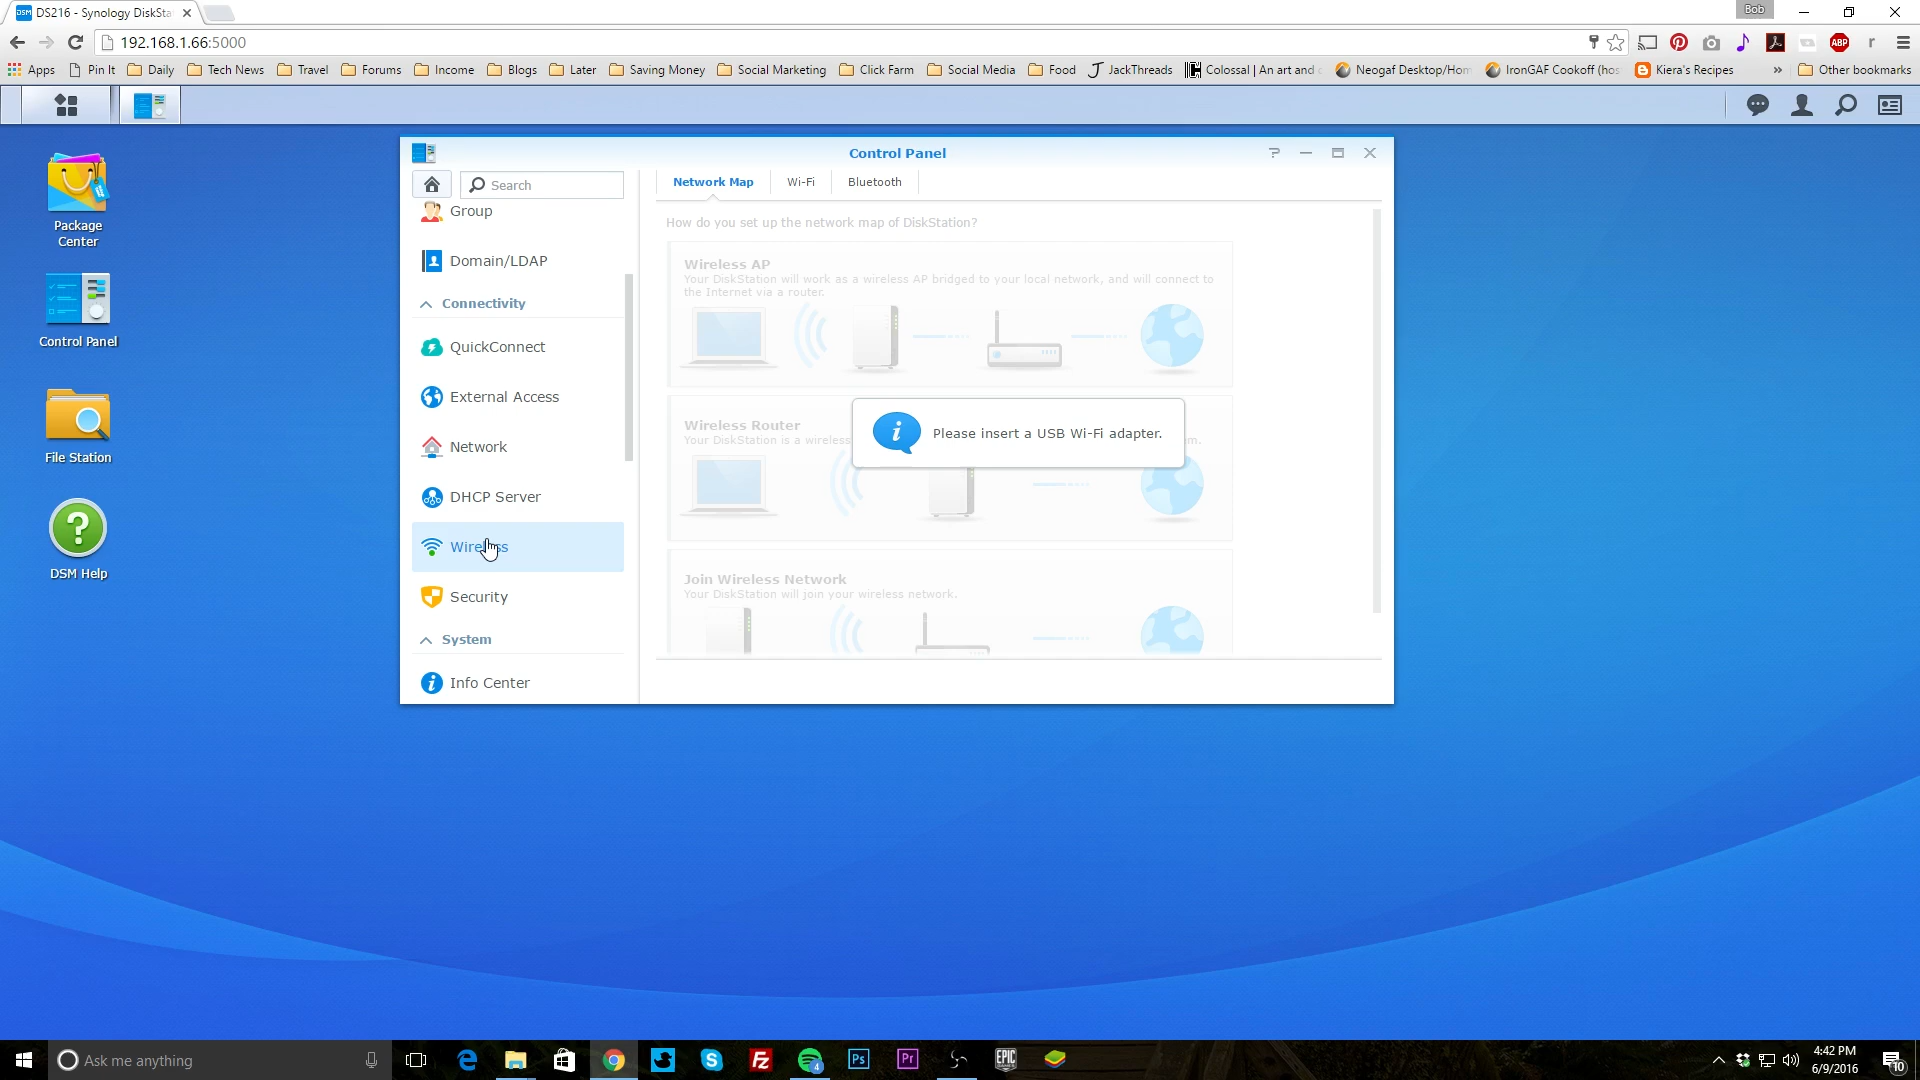 DS216 - Synology DiskSta
Bob
192.168.1.66:5000
ABP
r
Apps
Pin It
Daily
Tech News
Travel
Forums
Income
Blogs
Later
Saving Money
Social Marketing
Click Farm
Social Media
Food
JackThreads
Colossal | An art and
Neogaf Desktop/Hom
IronGAF Cookoff (hos
Kiera's Recipes
»
Other bookmarks
Package
Center
Control Panel
File Station
DSM Help
Control Panel
Search
Group
Domain/LDAP
Connectivity
QuickConnect
External Access
Network
DHCP Server
Wireless
Security
System
Info Center
Network Map
Wi-Fi
Bluetooth
How do you set up the network map of DiskStation?
Wireless AP
Your DiskStation will work as a wireless AP bridged to your local network, and will connect to
the Internet via a router.
Wireless Router
Your DiskStation is a wireless
Please insert a USB Wi-Fi adapter.
Join Wireless Network
Your DiskStation will join your wireless network.
Ask me anything
4
Ps
Pr
EPIC
4:42 PM
6/9/2016
10